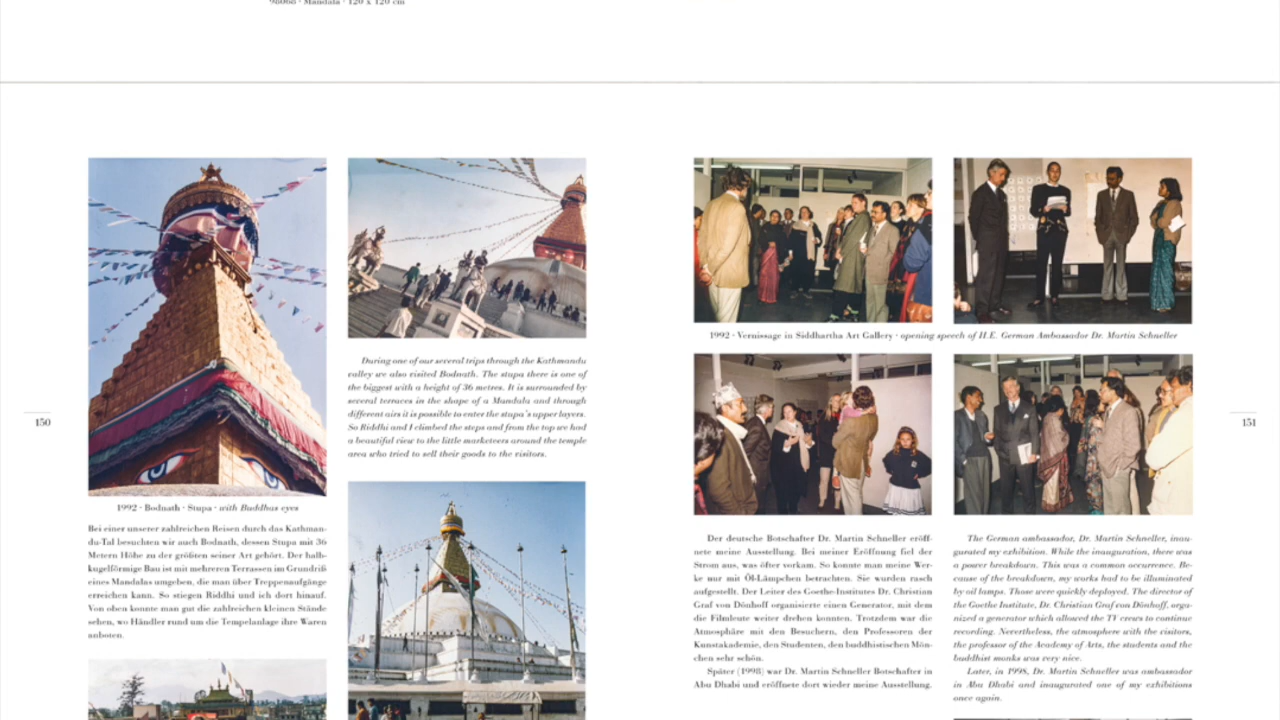 98068 · Mandala · 120 x 120 cm
During one of our several trips through the Kathmandu
valley we also visited Bodnath. The stupa there is one of
the biggest with a height of 36 metres. It is surrounded by
several terraces in the shape of a Mandala and through
different airs it is possible to enter the stupa's upper layers.
So Riddhi and I climbed the steps and from the top we had
a beautiful view to the little marketeers around the temple
area who tried to sell their goods to the visitors.
150
1992 · Bodnath · Stupa · with Buddhas eyes
Bei einer unserer zahlreichen Reisen durch das Kathman-
du-Tal besuchten wir auch Bodnath, dessen Stupa mit 36
Metern Höhe zu der größten seiner Art gehört. Der halb-
kugelförmige Bau ist mit mehreren Terrassen im Grundriß
eines Mandalas umgeben, die man über Treppenaufgänge
erreichen kann. So stiegen Riddhi und ich dort hinauf.
Von oben konnte man gut die zahlreichen kleinen Stände
sehen, wo Händler rund um die Tempelanlage ihre Waren
anboten.
1992 · Vernissage in Siddhartha Art Gallery · opening speech of H.E. German Ambassador Dr. Martin Schneller
151
Der deutsche Botschafter Dr. Martin Schneller eröff-
nete meine Ausstellung. Bei meiner Eröffnung fiel der
Strom aus, was öfter vorkam. So konnte man meine Wer-
ke nur mit Öl-Lämpchen betrachten. Sie wurden rasch
aufgestellt. Der Leiter des Goethe-Institutes Dr. Christian
Graf von Dönhoff organisierte einen Generator, mit dem
die Filmleute weiter drehen konnten. Trotzdem war die
Atmosphäre mit den Besuchern, den Professoren der
Kunstakademie, den Studenten, den buddhistischen Mön-
chen sehr schön.
Später (1998) war Dr. Martin Schneller Botschafter in
Abu Dhabi und eröffnete dort wieder meine Ausstellung.
The German ambassador, Dr. Martin Schneller, inau-
gurated my exhibition. While the inauguration, there was
a power breakdown. This was a common occurrence. Be-
cause of the breakdown, my works had to be illuminated
by oil lamps. Those were quickly deployed. The director of
the Goethe Institute, Dr. Christian Graf von Dönhoff, orga-
nized a generator which allowed the TV crews to continue
recording. Nevertheless, the atmosphere with the visitors,
the professor of the Academy of Arts, the students and the
buddhist monks was very nice.
Later, in 1998, Dr. Martin Schneller was ambassador
in Abu Dhabi and inaugurated one of my exhibitions
once again.